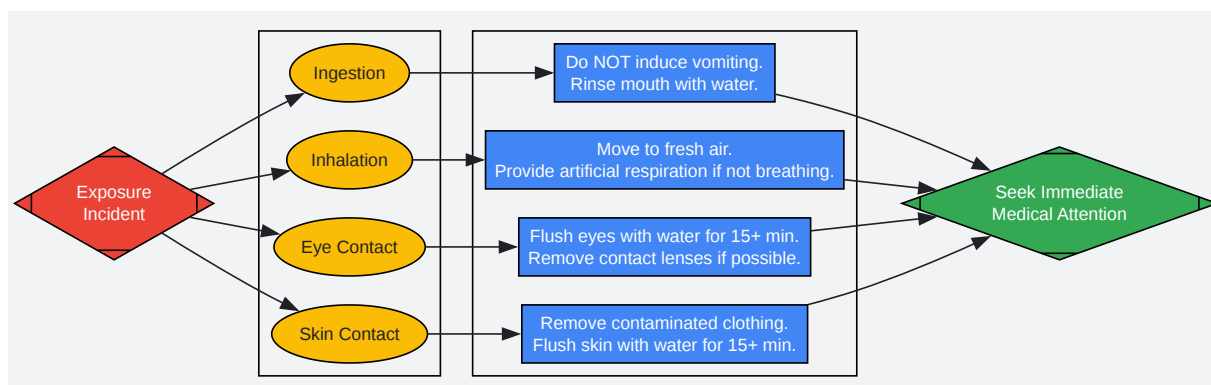 Exposure
Incident
Ingestion
Inhalation
Eye Contact
Skin Contact
Do NOT induce vomiting.
Rinse mouth with water.
Move to fresh air.
Provide artificial respiration if not breathing.
Flush eyes with water for 15+ min.
Remove contact lenses if possible.
Remove contaminated clothing.
Flush skin with water for 15+ min.
Seek Immediate
Medical Attention